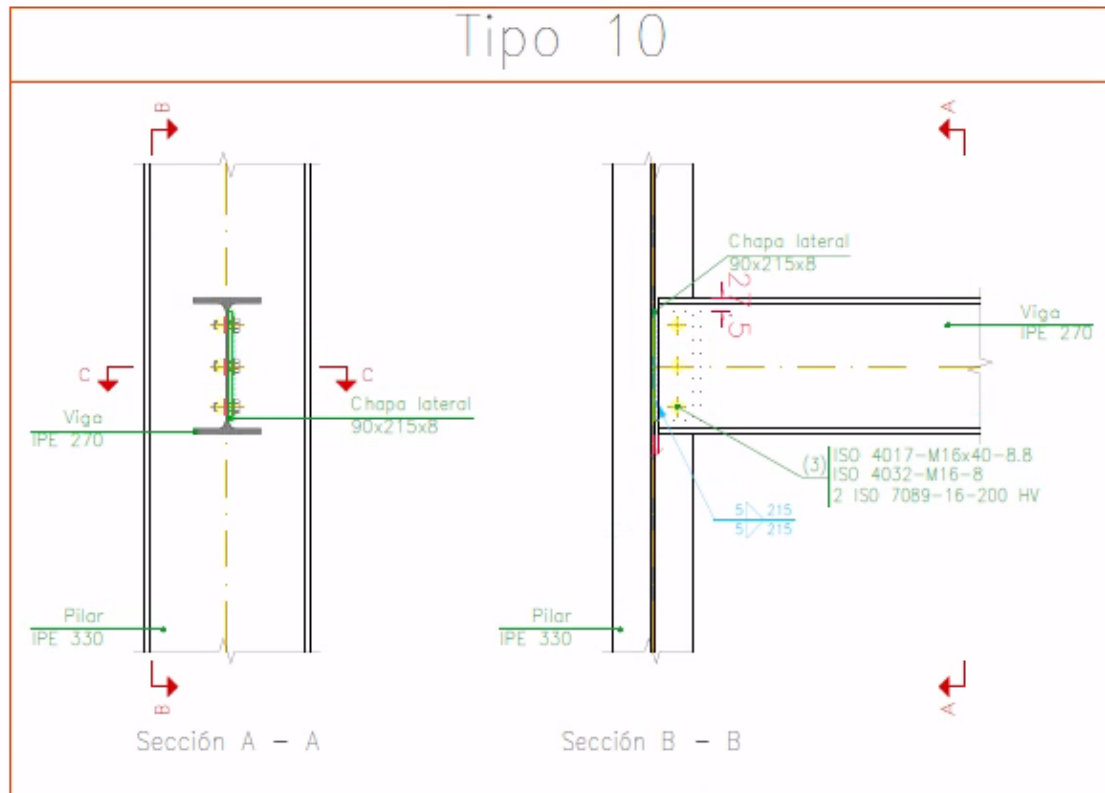 Tipo 10
B
B
A
A
C
C
Viga
IPE 270
Chapa lateral
90x215x8
Pilar
IPE 330
Sección A - A
Chapa lateral
90x215x8
Viga
IPE 270
(3)
ISO 4017-M16x40-8.8
ISO 4032-M16-8
2 ISO 7089-16-200 HV
5 215
5 215
Pilar
IPE 330
Sección B - B